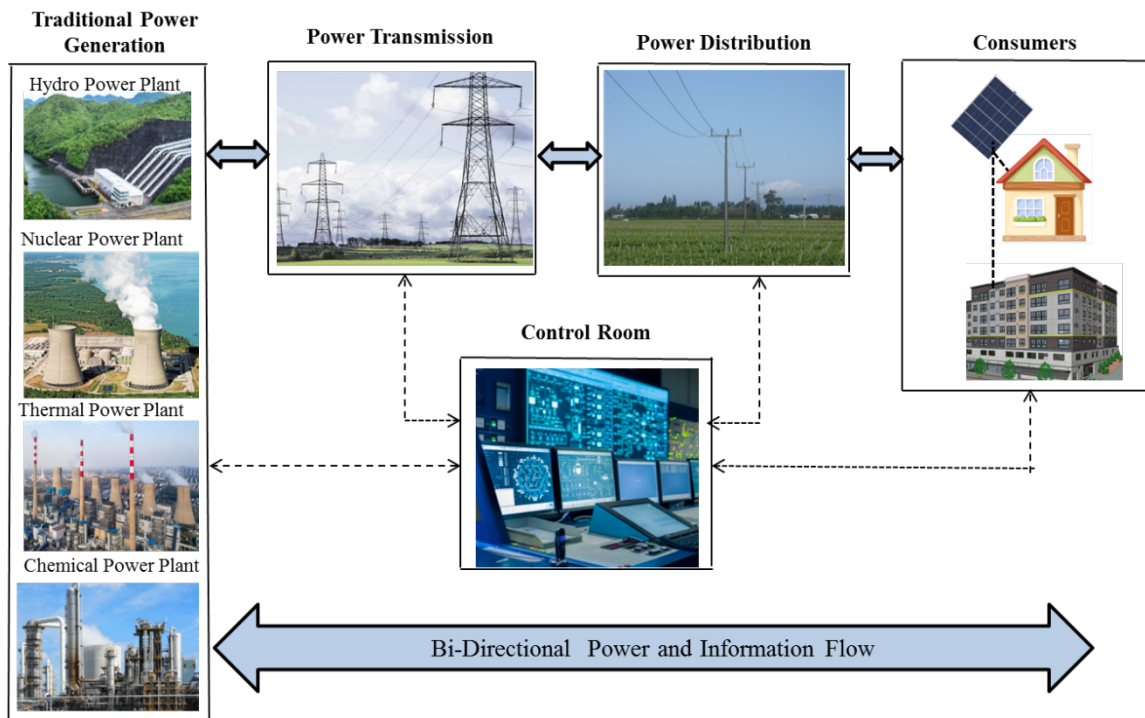 Traditional Power
Generation
Power Transmission
Power Distribution
Consumers
Hydro Power Plant
Nuclear Power Plant
Control Room
Thermal Power Plant
Chemical Power Plant
Bi-Directional Power and Information Flow